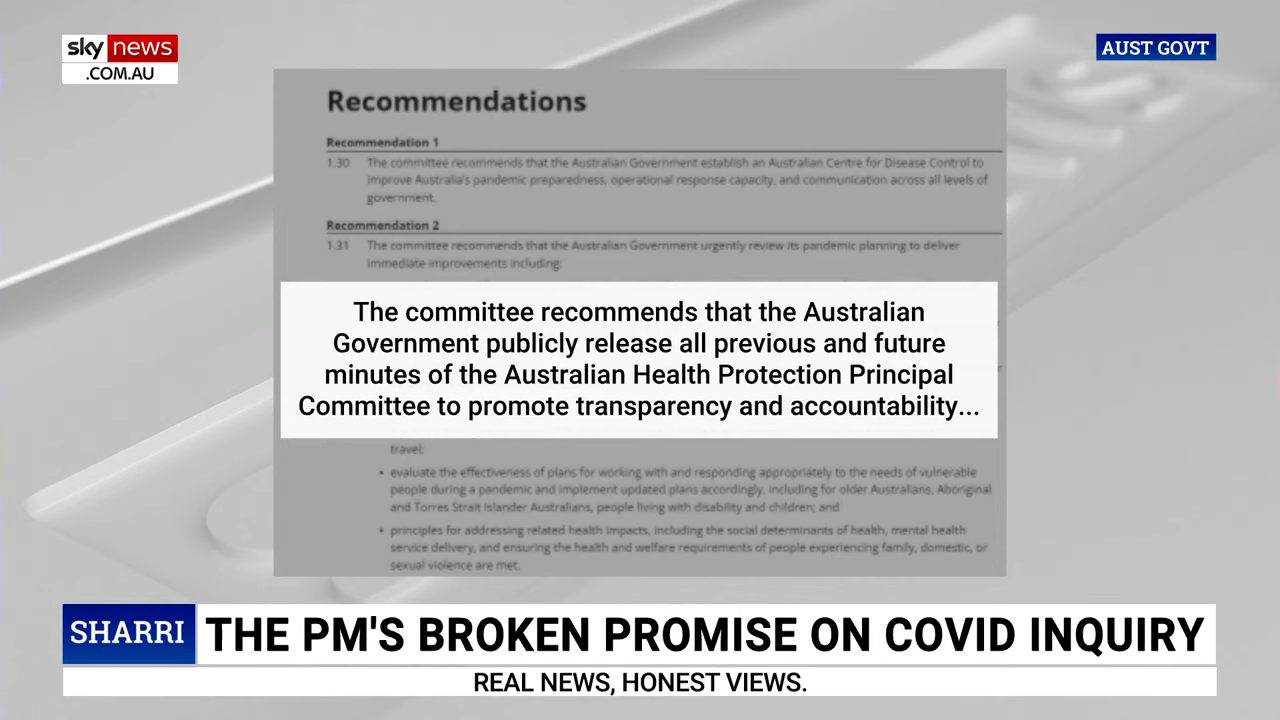 sky news
.COM.AU
AUST GOVT
Recommendations
Recommendation 1
1.30 The committee recommends that the Australian Government establish an Australian Centre for Disease Control to
improve Australia's pandemic preparedness, operational response capacity, and communication across all levels of
government.
Recommendation 2
1.31 The committee recommends that the Australian Government urgently review its pandemic planning to deliver
immediate improvements including:
The committee recommends that the Australian
Government publicly release all previous and future
minutes of the Australian Health Protection Principal
Committee to promote transparency and accountability...
travel;
• evaluate the effectiveness of plans for working with and responding appropriately to the needs of vulnerable
people during a pandemic and implement updated plans accordingly, including for older Australians, Aboriginal
and Torres Strait Islander Australians, people living with disability and children; and
• principles for addressing related health impacts, including the social determinants of health, mental health
service delivery, and ensuring the health and welfare requirements of people experiencing family, domestic, or
sexual violence are met.
SHARRI THE PM'S BROKEN PROMISE ON COVID INQUIRY
REAL NEWS, HONEST VIEWS.